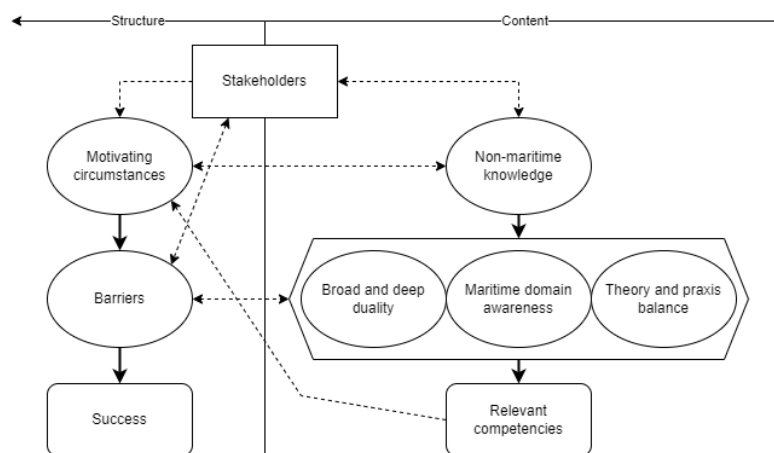 Structure
Content
Stakeholders
Motivating
circumstances
Non-maritime
knowledge
Barriers
Broad and deep
duality
Maritime domain
awareness
Theory and praxis
balance
Success
Relevant
competencies